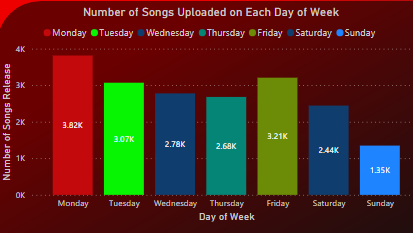 Number of Songs Uploaded on Each Day of Week
Monday Tuesday Wednesday Thursday Friday Saturday Sunday
4K
3K
2K
1K
0K
Number of Songs Release
3.82K
3.07K
2.78K
2.68K
3.21K
2.44K
1.35K
Monday Tuesday Wednesday Thursday Friday Saturday Sunday
Day of Week